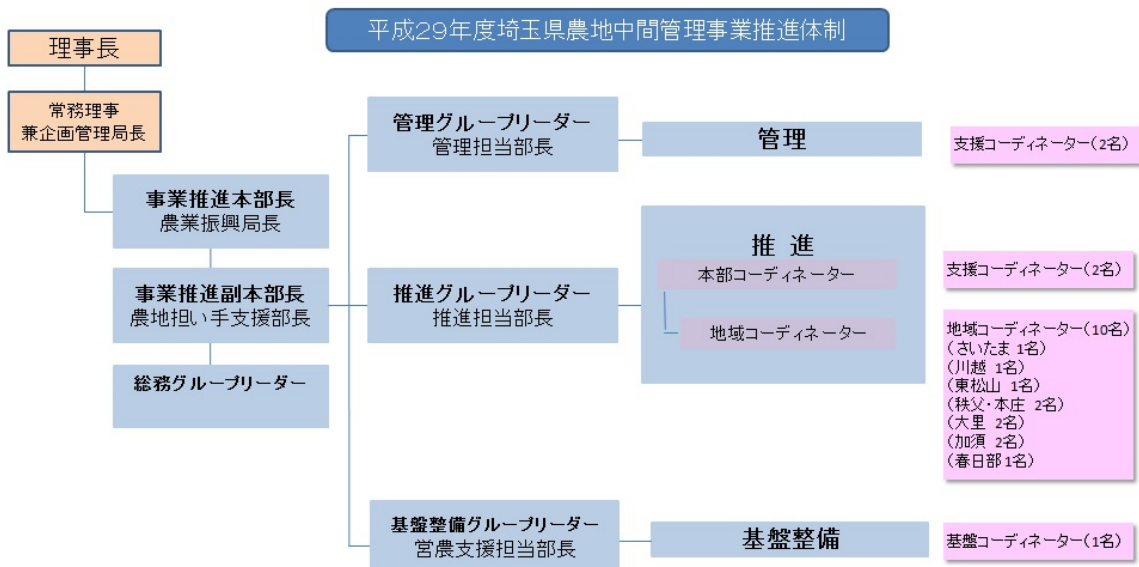 平成29年度埼玉県農地中間管理事業推進体制
理事長
常務理事
兼企画管理局長
事業推進本部長
農業振興局長
事業推進副本部長
農地担い手支援部長
総務グループリーダー
管理グループリーダー
管理担当部長
管理
支援コーディネーター(2名)
推進グループリーダー
推進担当部長
推 進
本部コーディネーター
地域コーディネーター
支援コーディネーター(2名)
地域コーディネーター(10名)
(さいたま 1名)
(川越 1名)
(東松山 1名)
(秩父・本庄 2名)
(大里 2名)
(加須 2名)
(春日部 1名)
基盤整備グループリーダー
営農支援担当部長
基盤整備
基盤コーディネーター(1名)